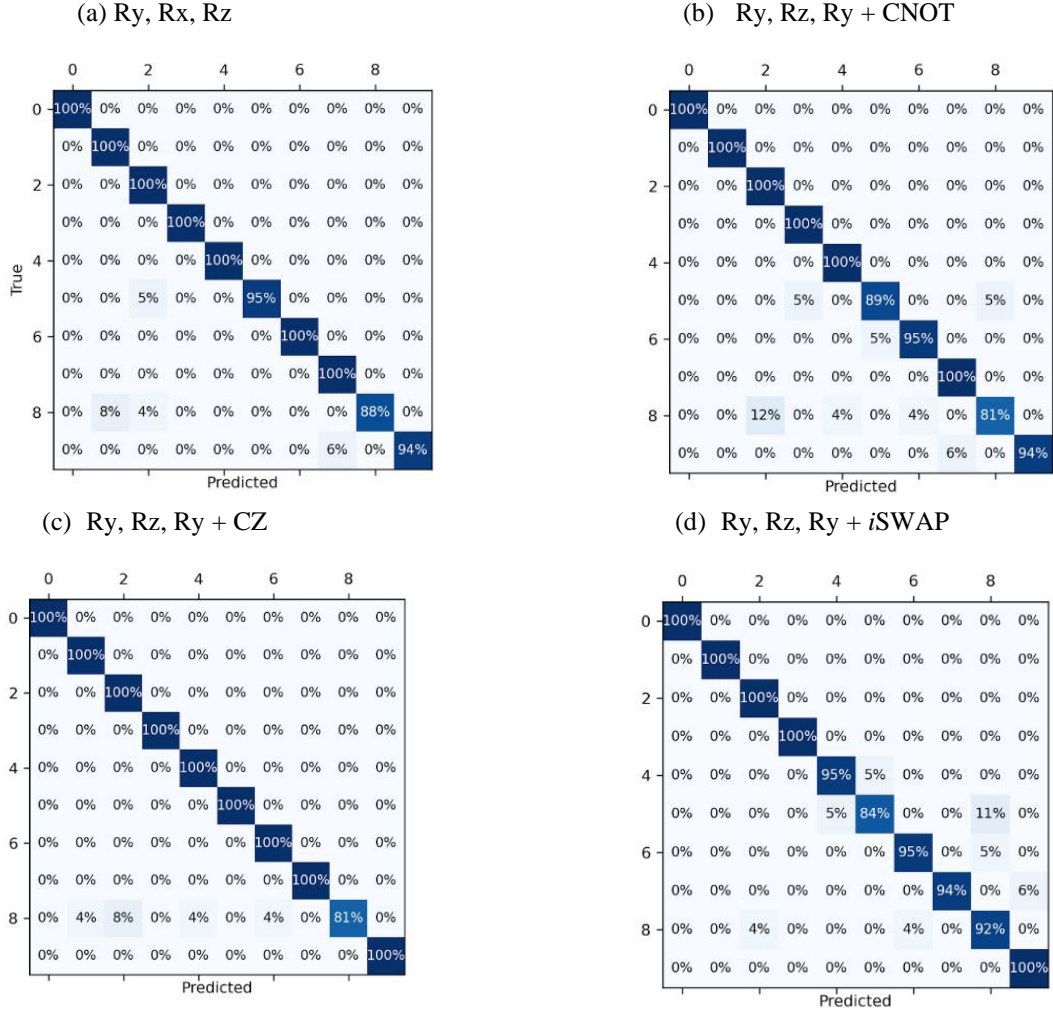 (a) Ry, Rx, Rz
0 2 4 6 8
0 100% 0% 0% 0% 0% 0% 0% 0% 0% 0%
0% 100% 0% 0% 0% 0% 0% 0% 0% 0%
2 0% 0% 100% 0% 0% 0% 0% 0% 0% 0%
0% 0% 0% 100% 0% 0% 0% 0% 0% 0%
4 0% 0% 0% 0% 100% 0% 0% 0% 0% 0%
True
0% 0% 5% 0% 0% 95% 0% 0% 0% 0%
6 0% 0% 0% 0% 0% 0% 100% 0% 0% 0%
0% 0% 0% 0% 0% 0% 0% 100% 0% 0%
8 0% 8% 4% 0% 0% 0% 0% 0% 88% 0%
0% 0% 0% 0% 0% 0% 0% 6% 0% 94%
Predicted
(b) Ry, Rz, Ry + CNOT
0 2 4 6 8
0 100% 0% 0% 0% 0% 0% 0% 0% 0% 0%
0% 100% 0% 0% 0% 0% 0% 0% 0% 0%
2 0% 0% 100% 0% 0% 0% 0% 0% 0% 0%
0% 0% 0% 100% 0% 0% 0% 0% 0% 0%
4 0% 0% 0% 0% 100% 0% 0% 0% 0% 0%
0% 0% 0% 5% 0% 89% 0% 0% 5% 0%
6 0% 0% 0% 0% 0% 5% 95% 0% 0% 0%
0% 0% 0% 0% 0% 0% 0% 100% 0% 0%
8 0% 0% 12% 0% 4% 0% 4% 0% 81% 0%
0% 0% 0% 0% 0% 0% 0% 6% 0% 94%
Predicted
(c) Ry, Rz, Ry + CZ
0 2 4 6 8
0 100% 0% 0% 0% 0% 0% 0% 0% 0% 0%
0% 100% 0% 0% 0% 0% 0% 0% 0% 0%
2 0% 0% 100% 0% 0% 0% 0% 0% 0% 0%
0% 0% 0% 100% 0% 0% 0% 0% 0% 0%
4 0% 0% 0% 0% 100% 0% 0% 0% 0% 0%
0% 0% 0% 0% 0% 100% 0% 0% 0% 0%
6 0% 0% 0% 0% 0% 0% 100% 0% 0% 0%
0% 0% 0% 0% 0% 0% 0% 100% 0% 0%
8 0% 4% 8% 0% 4% 0% 4% 0% 81% 0%
0% 0% 0% 0% 0% 0% 0% 0% 0% 100%
Predicted
(d) Ry, Rz, Ry + iSWAP
0 2 4 6 8
0 100% 0% 0% 0% 0% 0% 0% 0% 0% 0%
0% 100% 0% 0% 0% 0% 0% 0% 0% 0%
2 0% 0% 100% 0% 0% 0% 0% 0% 0% 0%
0% 0% 0% 100% 0% 0% 0% 0% 0% 0%
4 0% 0% 0% 0% 95% 5% 0% 0% 0% 0%
0% 0% 0% 0% 5% 84% 0% 0% 11% 0%
6 0% 0% 0% 0% 0% 0% 95% 0% 5% 0%
0% 0% 0% 0% 0% 0% 0% 94% 0% 6%
8 0% 0% 4% 0% 0% 0% 4% 0% 92% 0%
0% 0% 0% 0% 0% 0% 0% 0% 0% 100%
Predicted